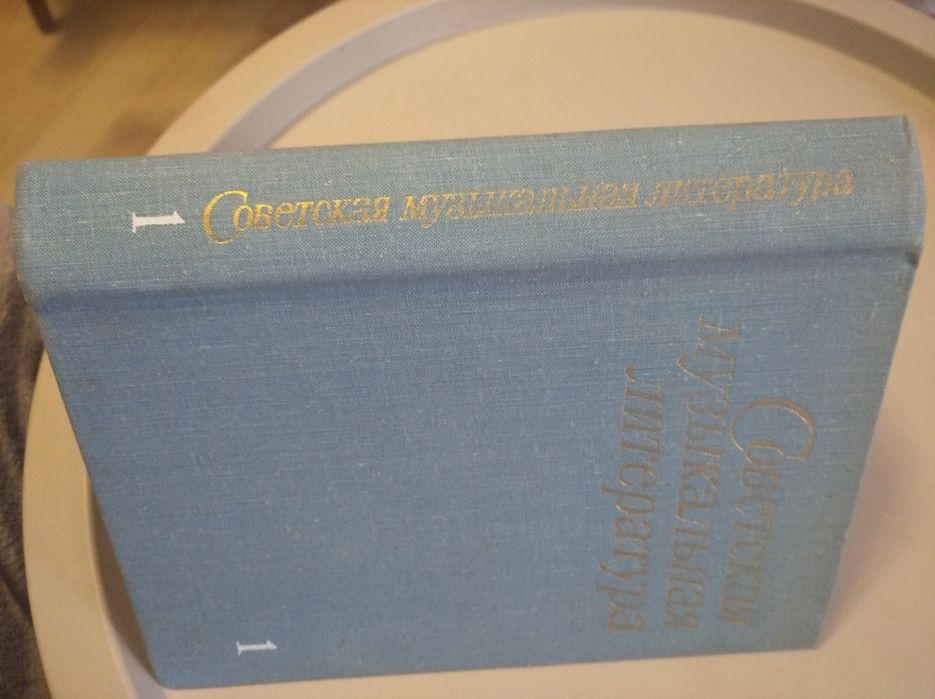 1 Советская музыкальная литература
Советская
музыкальная
литература
1